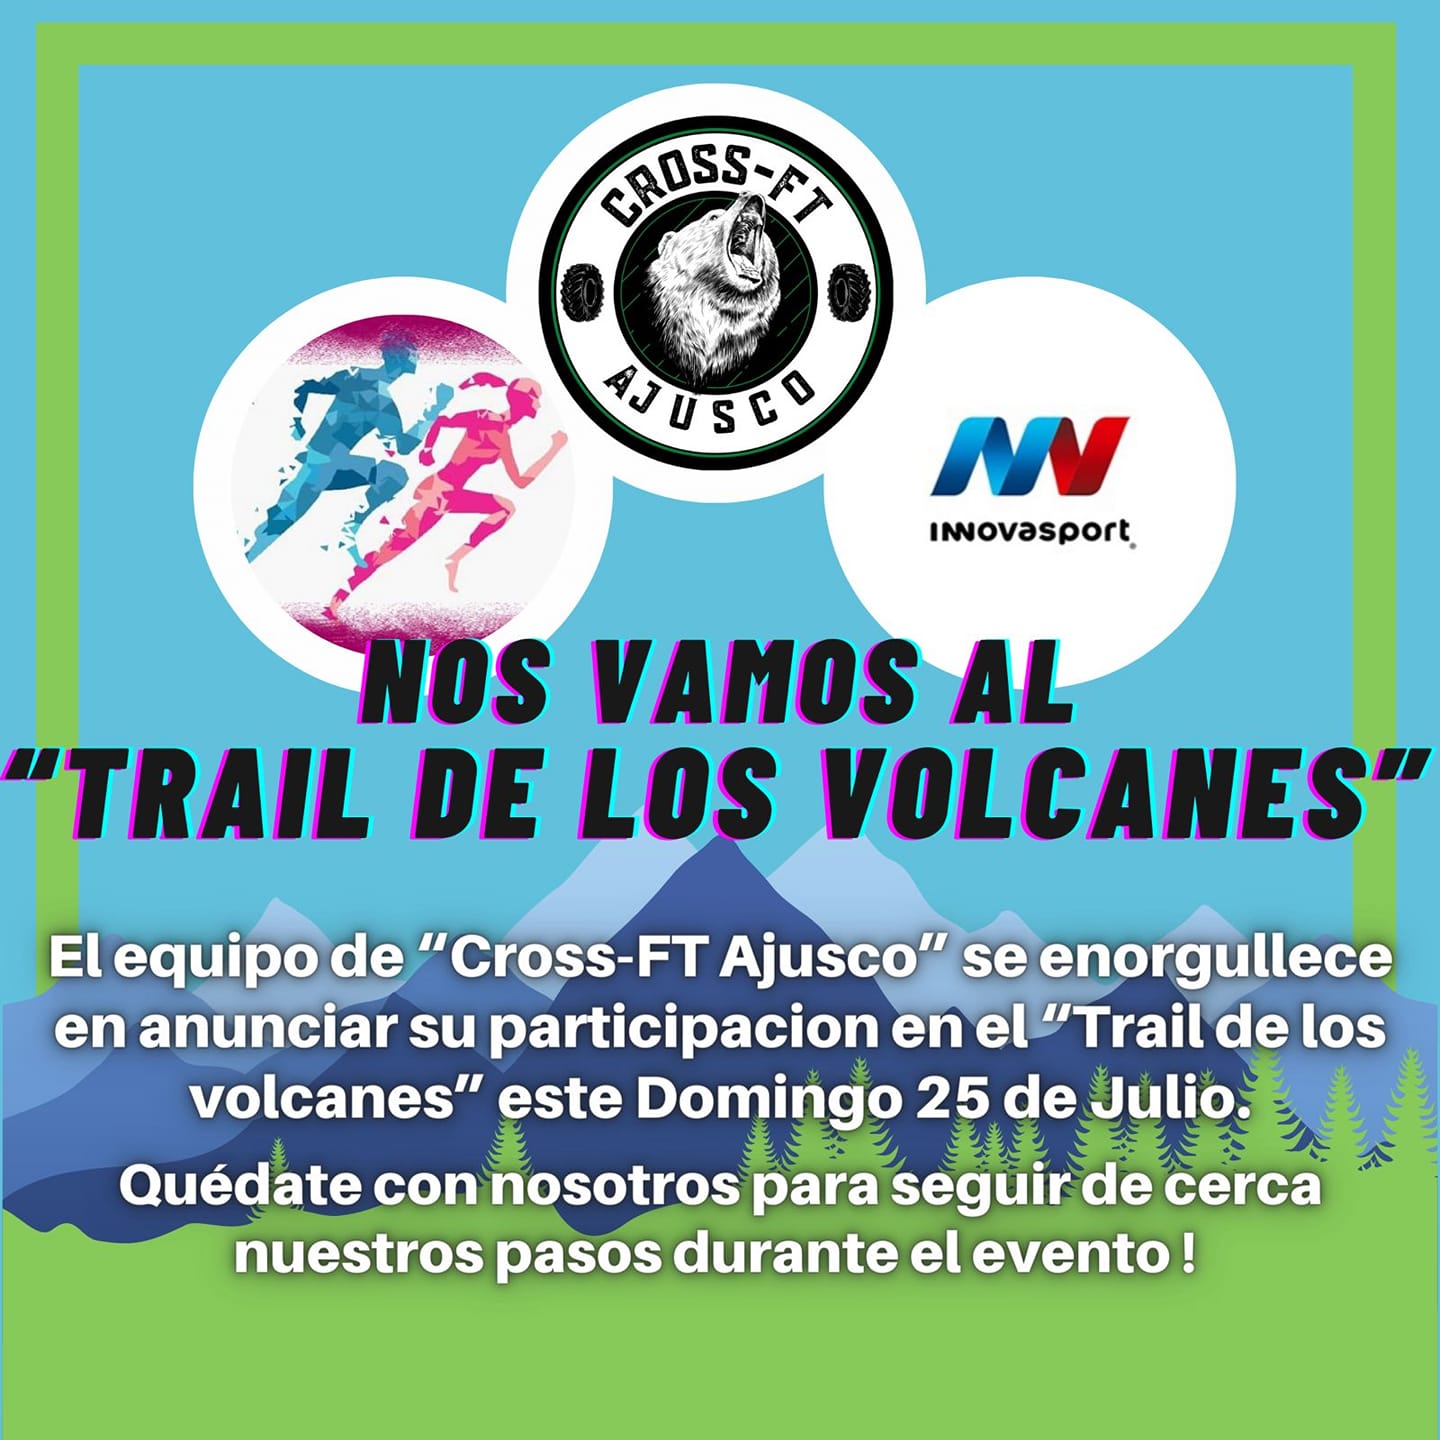 CROSS-FT
AJUSCO
INNOVASPORT
NOS VAMOS AL
“TRAIL DE LOS VOLCANES”
El equipo de “Cross-FT Ajusco” se enorgullece
en anunciar su participacion en el “Trail de los
volcanes” este Domingo 25 de Julio.
Quédate con nosotros para seguir de cerca
nuestros pasos durante el evento !